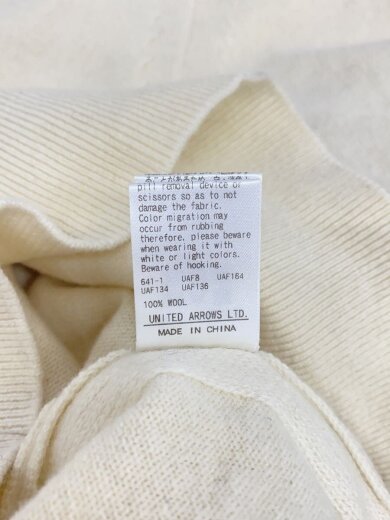 pill removal device or
scissors so as to not
damage the fabric.
Color migration may
occur from rubbing
therefore, please beware
when wearing it with
white or light colors.
Beware of hooking.
641-1 UAF8 UAF164
UAF134 UAF136
100% WOOL
UNITED ARROWS LTD.
MADE IN CHINA